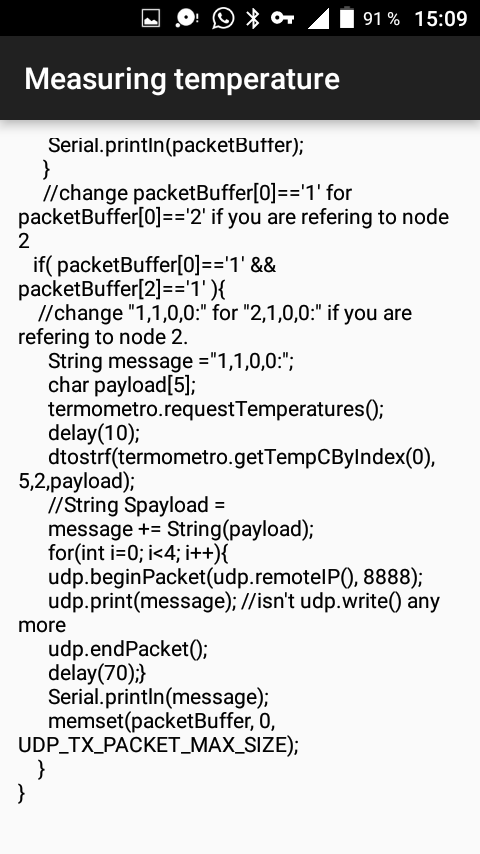 91 % 15:09
Measuring temperature
Serial.println(packetBuffer);
}
//change packetBuffer[0]=='1' for
packetBuffer[0]=='2' if you are refering to node
2
if( packetBuffer[0]=='1' &&
packetBuffer[2]=='1' ){
//change "1,1,0,0:" for "2,1,0,0:" if you are
refering to node 2.
String message ="1,1,0,0:";
char payload[5];
termometro.requestTemperatures();
delay(10);
dtostrf(termometro.getTempCByIndex(0),
5,2,payload);
//String Spayload =
message += String(payload);
for(int i=0; i<4; i++){
udp.beginPacket(udp.remoteIP(), 8888);
udp.print(message); //isn't udp.write() any
more
udp.endPacket();
delay(70);}
Serial.println(message);
memset(packetBuffer, 0,
UDP_TX_PACKET_MAX_SIZE);
}
}